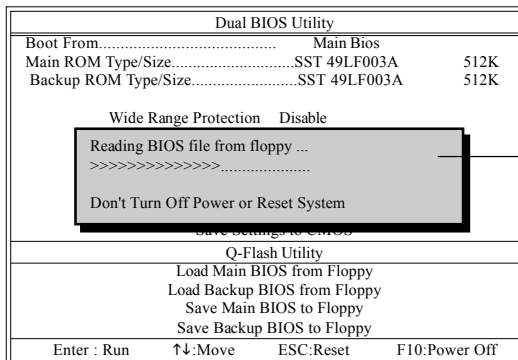 Dual BIOS Utility
Boot From.......................................... Main Bios
Main ROM Type/Size.............................SST 49LF003A 512K
Backup ROM Type/Size.........................SST 49LF003A 512K
Wide Range Protection Disable
Reading BIOS file from floppy ...
>>>>>>>>>>>>>>.....................
Don't Turn Off Power or Reset System
Save Settings to CMOS
Q-Flash Utility
Load Main BIOS from Floppy
Load Backup BIOS from Floppy
Save Main BIOS to Floppy
Save Backup BIOS to Floppy
Enter : Run ↑↓:Move ESC:Reset F10:Power Off